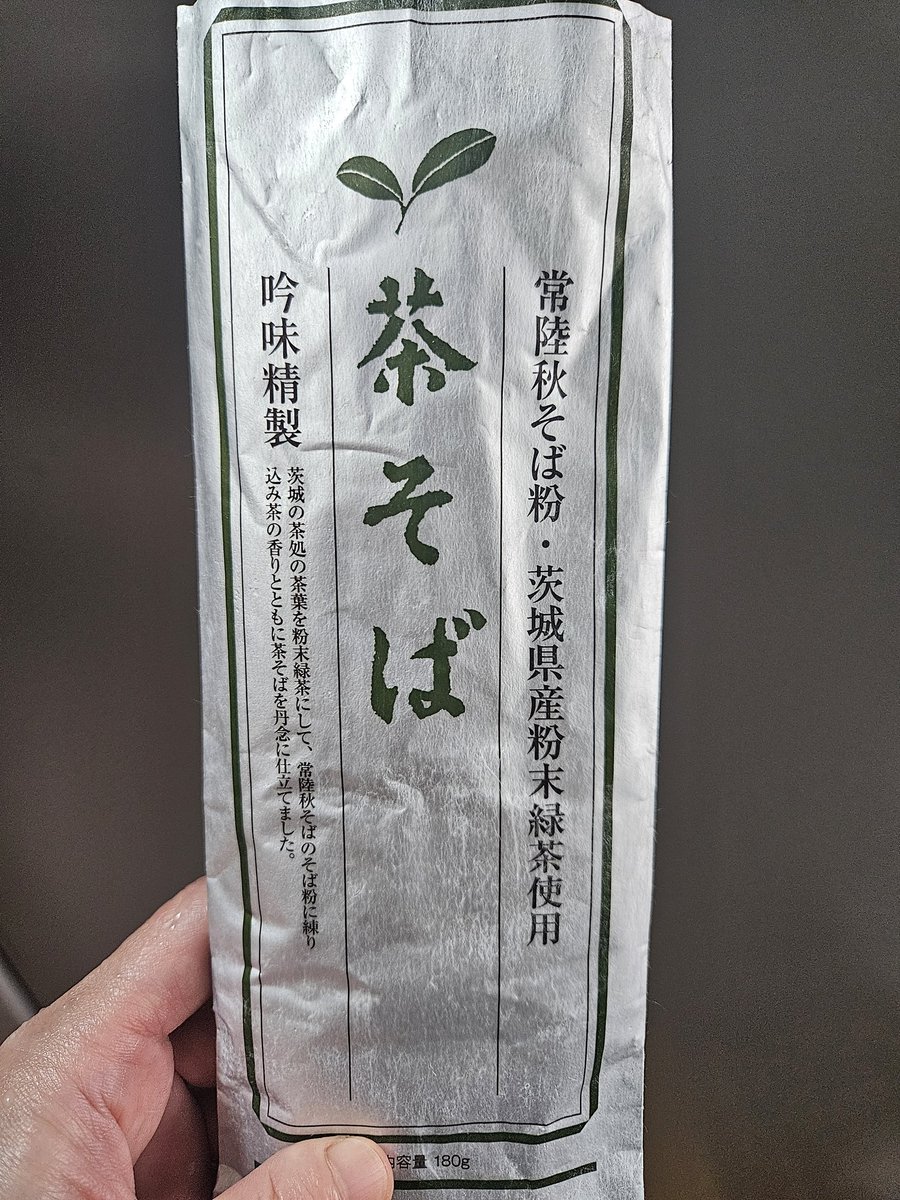 常陸秋そば粉・茨城県産粉末緑茶使用
茶そば
吟味精製
茨城の茶処の茶葉を粉末緑茶にして、常陸秋そばのそば粉に練り
込み茶の香りとともに茶そばを丹念に仕立てました。
内容量 180g